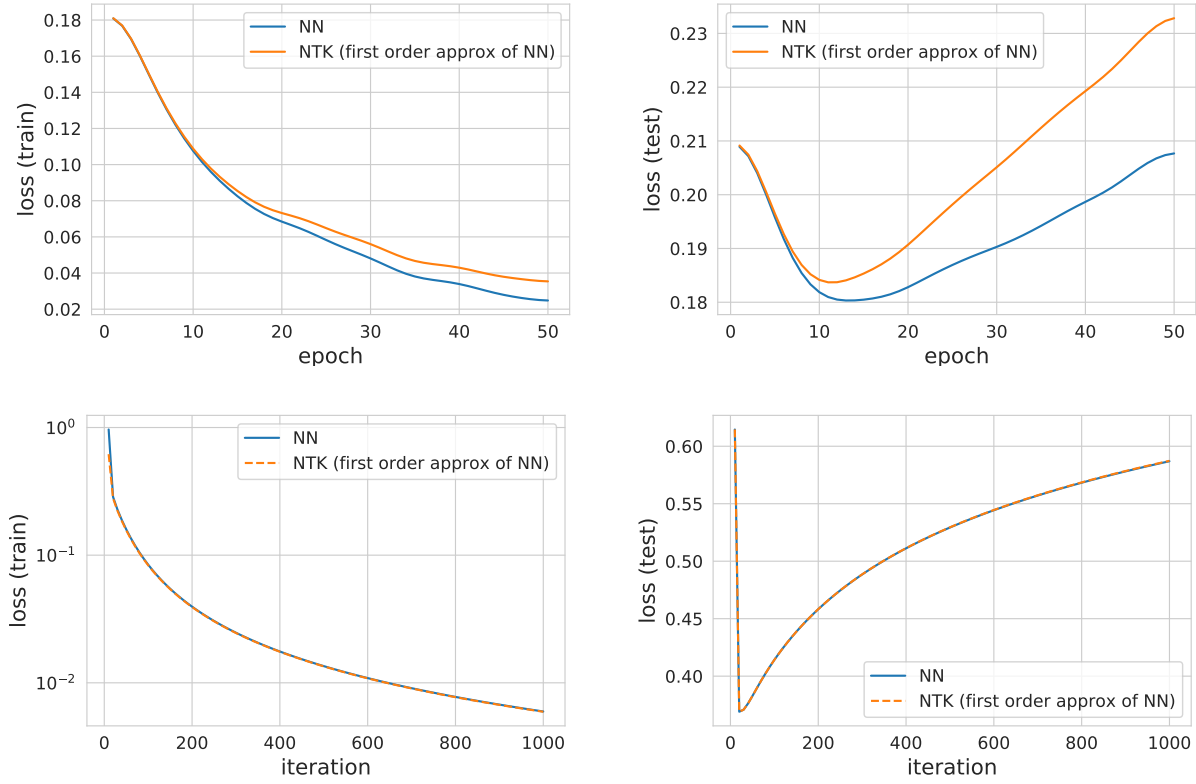 0.18
0.16
0.14
0.12
0.10
0.08
0.06
0.04
0.02
loss (train)
NN
NTK (first order approx of NN)
0 10 20 30 40 50
epoch
0.23
0.22
0.21
0.20
0.19
0.18
loss (test)
NN
NTK (first order approx of NN)
0 10 20 30 40 50
epoch
10⁰
10⁻¹
10⁻²
loss (train)
NN
NTK (first order approx of NN)
0 200 400 600 800 1000
iteration
0.60
0.55
0.50
0.45
0.40
loss (test)
NN
NTK (first order approx of NN)
0 200 400 600 800 1000
iteration